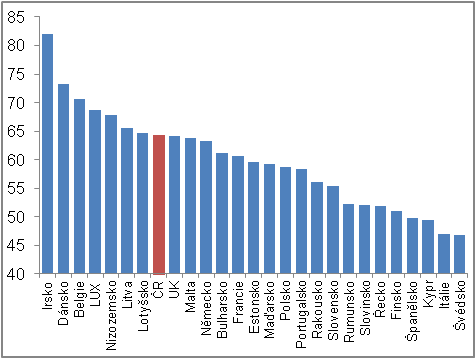 85
80
75
70
65
60
55
50
45
40
Irsko
Dánsko
Belgie
LUX
Nizozemsko
Litva
Lotyšsko
ČR
UK
Malta
Německo
Bulharsko
Francie
Estonsko
Maďarsko
Polsko
Portugalsko
Rakousko
Slovensko
Rumunsko
Slovinsko
Řecko
Finsko
Španělsko
Kypr
Itálie
Švédsko